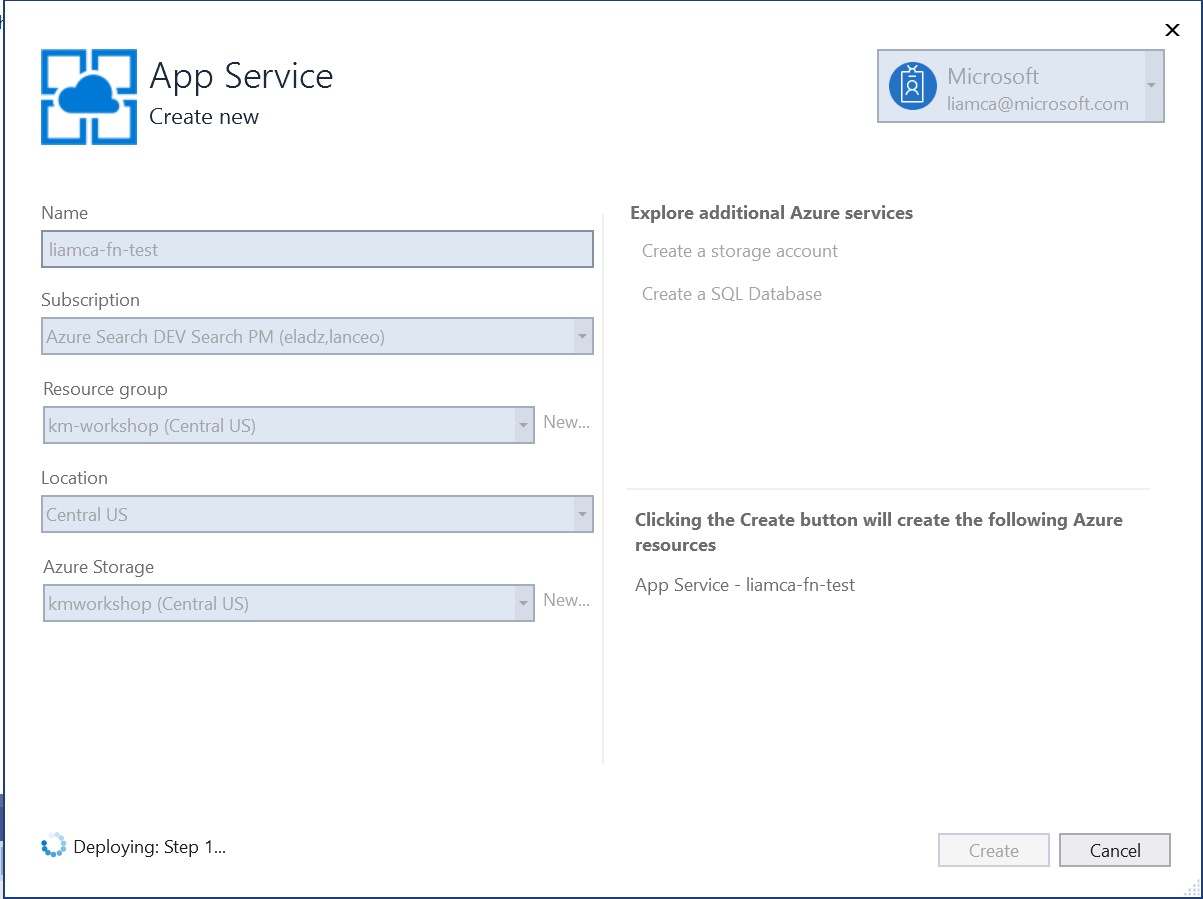 App Service
Create new
Microsoft
liamca@microsoft.com
Name
liamca-fn-test
Subscription
Azure Search DEV Search PM (eladz,lanceo)
Resource group
km-workshop (Central US)
New...
Location
Central US
Azure Storage
kmworkshop (Central US)
New...
Explore additional Azure services
Create a storage account
Create a SQL Database
Clicking the Create button will create the following Azure
resources
App Service - liamca-fn-test
Deploying: Step 1...
Create
Cancel